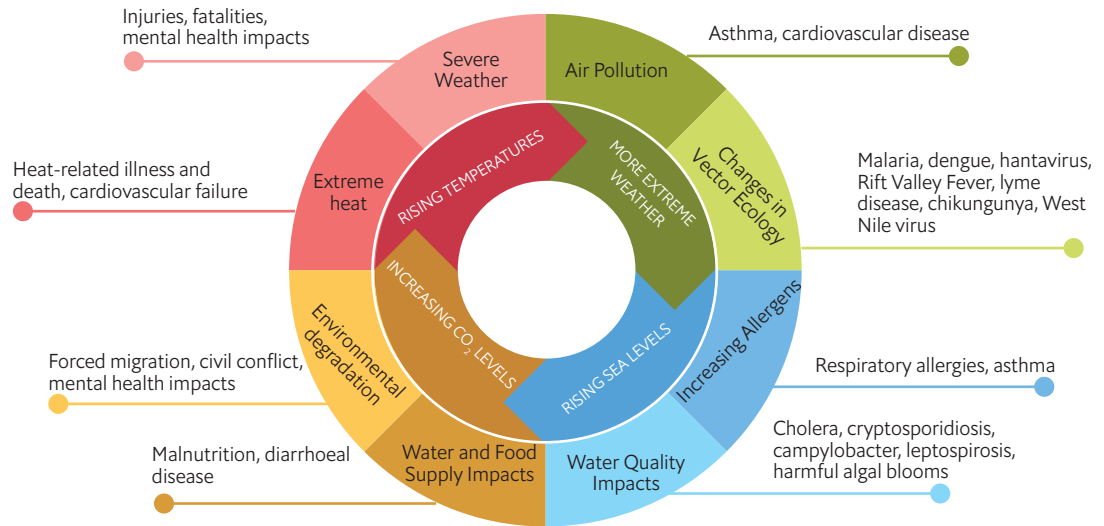 Injuries, fatalities,
mental health impacts
Severe
Weather
Air Pollution
Asthma, cardiovascular disease
Heat-related illness and
death, cardiovascular failure
Extreme
heat
Changes in
Vector Ecology
Malaria, dengue, hantavirus,
Rift Valley Fever, lyme
disease, chikungunya, West
Nile virus
RISING TEMPERATURES
MORE EXTREME
WEATHER
INCREASING CO₂ LEVELS
RISING SEA LEVELS
Forced migration, civil conflict,
mental health impacts
Environmental
degradation
Increasing Allergens
Respiratory allergies, asthma
Malnutrition, diarrhoeal
disease
Water and Food
Supply Impacts
Water Quality
Impacts
Cholera, cryptosporidiosis,
campylobacter, leptospirosis,
harmful algal blooms